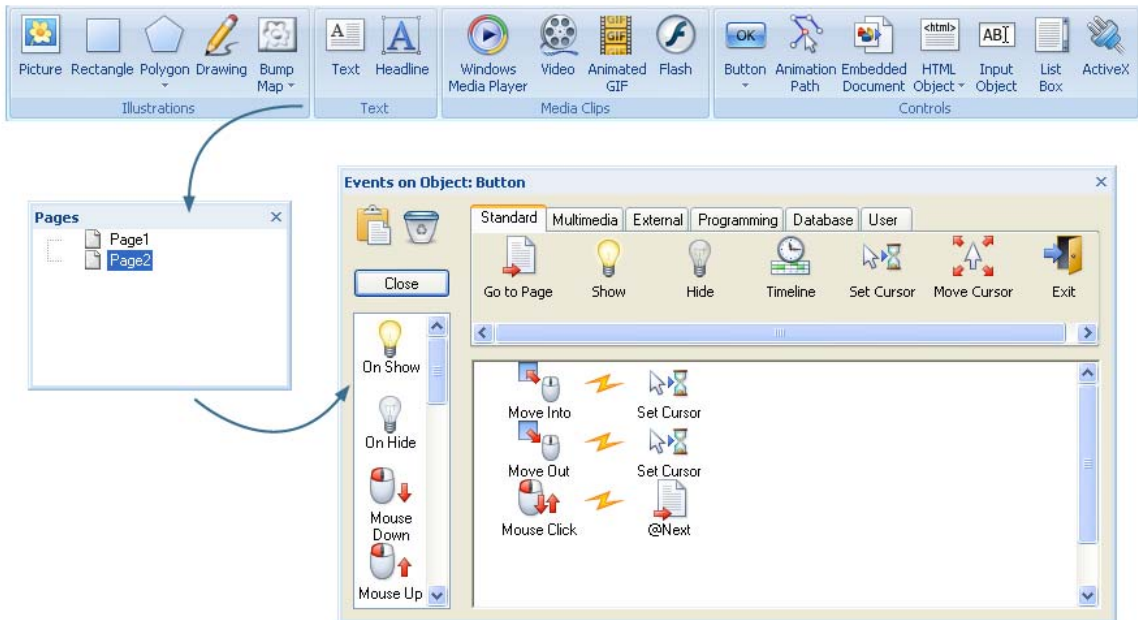 Picture Rectangle Polygon Drawing Bump Map
Illustrations
A Text A Headline
Text
Windows Media Player Video GIF GIF Animated GIF Flash
Media Clips
OK Button Animation Path Embedded Document <html> HTML Object AB Input Object List Box ActiveX
Controls
Pages
Page1
Page2
Events on Object: Button
Close
Standard Multimedia External Programming Database User
Go to Page Show Hide Timeline Set Cursor Move Cursor Exit
On Show
On Hide
Mouse
Down
Mouse Up
Move Into Set Cursor
Move Out Set Cursor
Mouse Click @Next